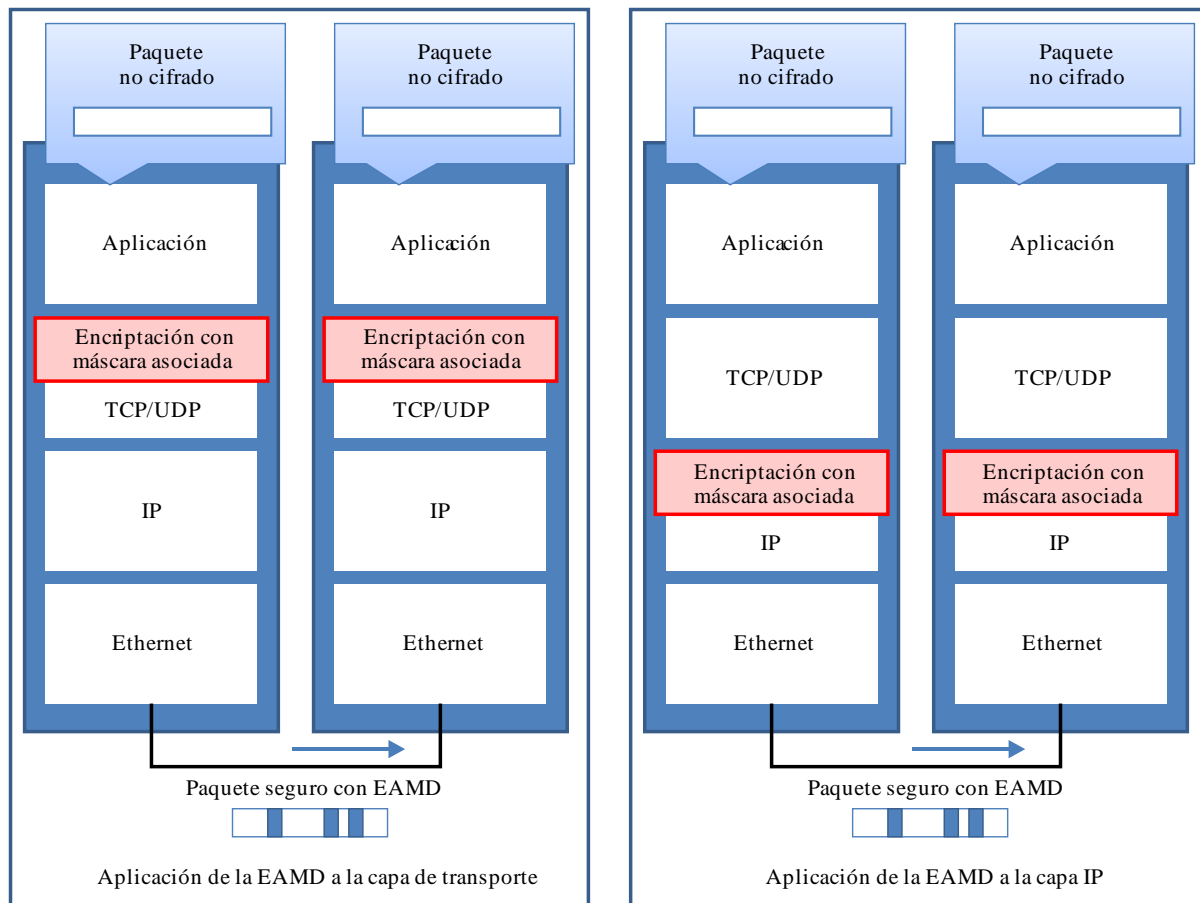 Paquete
no cifrado
Paquete
no cifrado
Aplicación
Aplicación
Encriptación con
máscara asociada
Encriptación con
máscara asociada
TCP/UDP
TCP/UDP
IP
IP
Ethernet
Ethernet
Paquete seguro con EAMD
Aplicación de la EAMD a la capa de transporte
Paquete
no cifrado
Paquete
no cifrado
Aplicación
Aplicación
TCP/UDP
TCP/UDP
Encriptación con
máscara asociada
Encriptación con
máscara asociada
IP
IP
Ethernet
Ethernet
Paquete seguro con EAMD
Aplicación de la EAMD a la capa IP